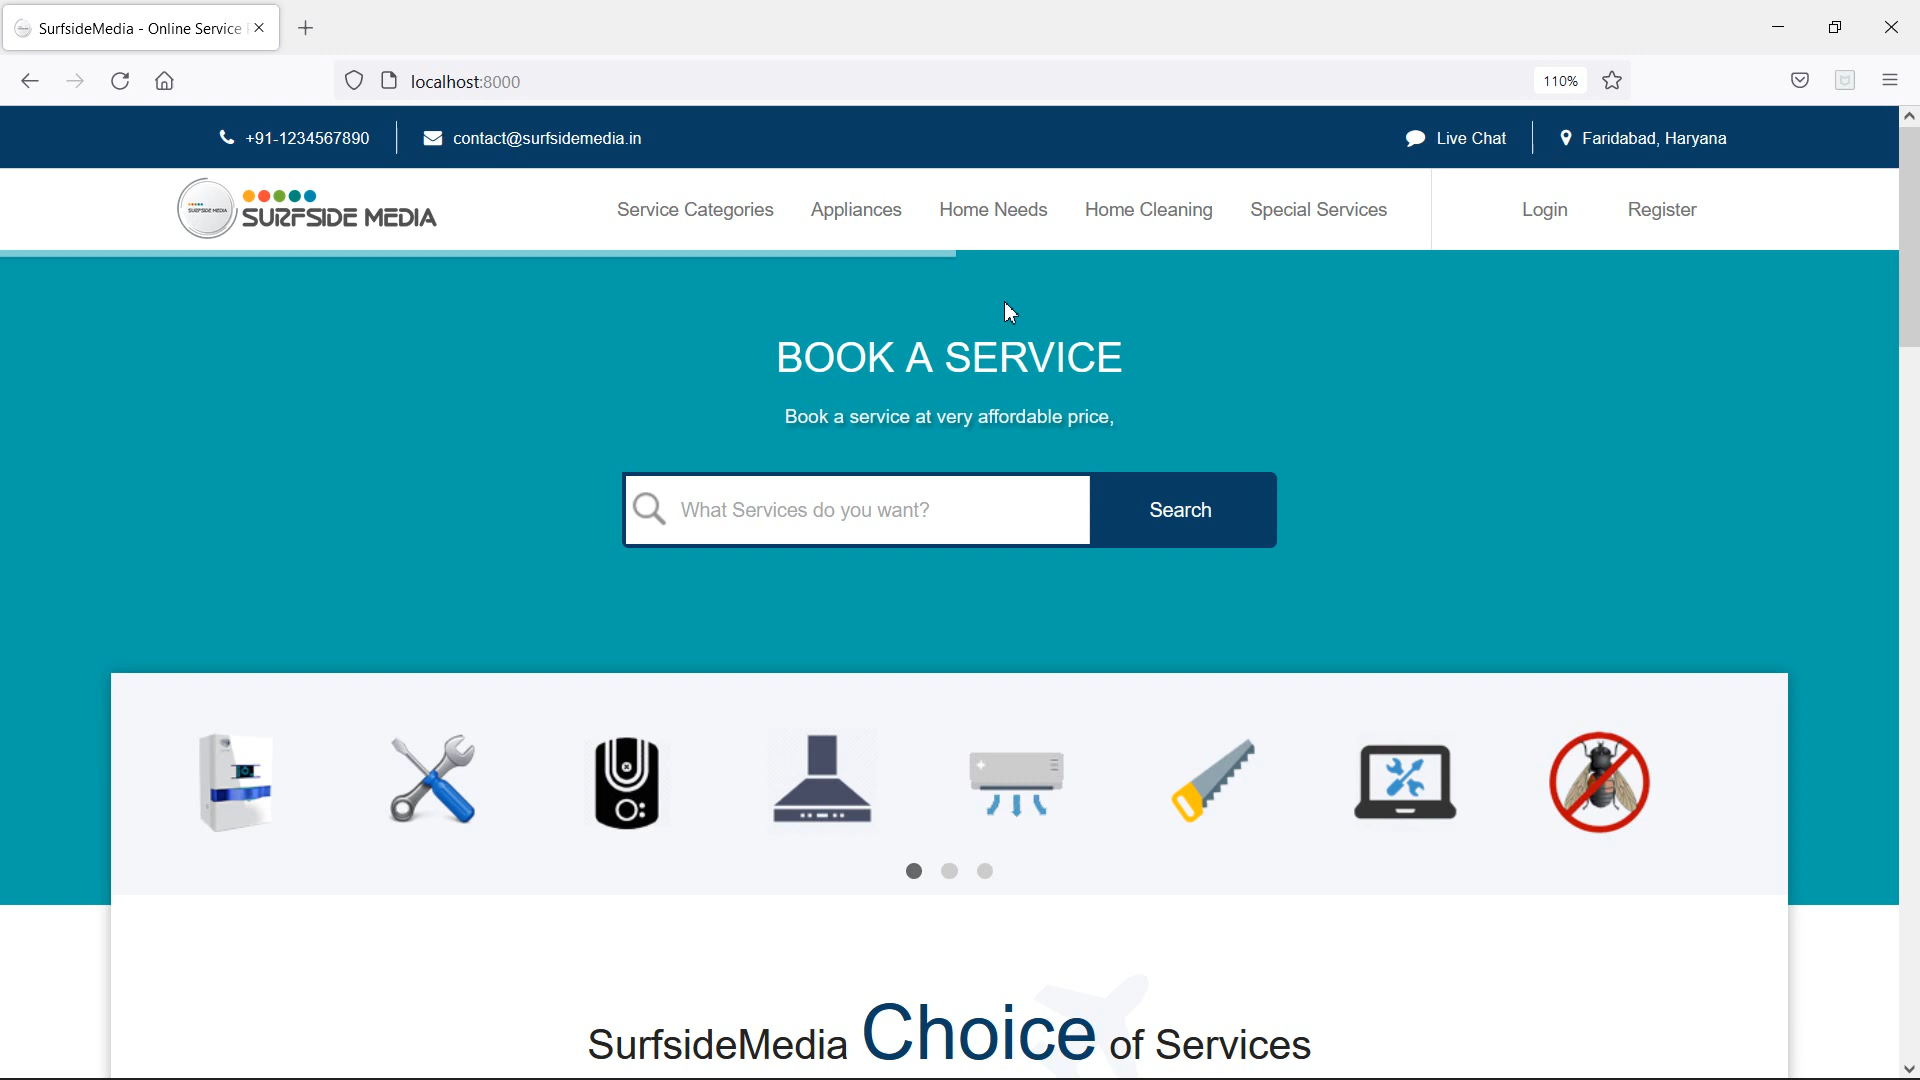 SurfsideMedia - Online Service
localhost:8000
110%
+91-1234567890
contact@surfsidemedia.in
Live Chat
Faridabad, Haryana
SURFSIDE MEDIA
SURFSIDE MEDIA
Service Categories
Appliances
Home Needs
Home Cleaning
Special Services
Login
Register
BOOK A SERVICE
Book a service at very affordable price,
What Services do you want?
Search
SurfsideMedia Choice of Services